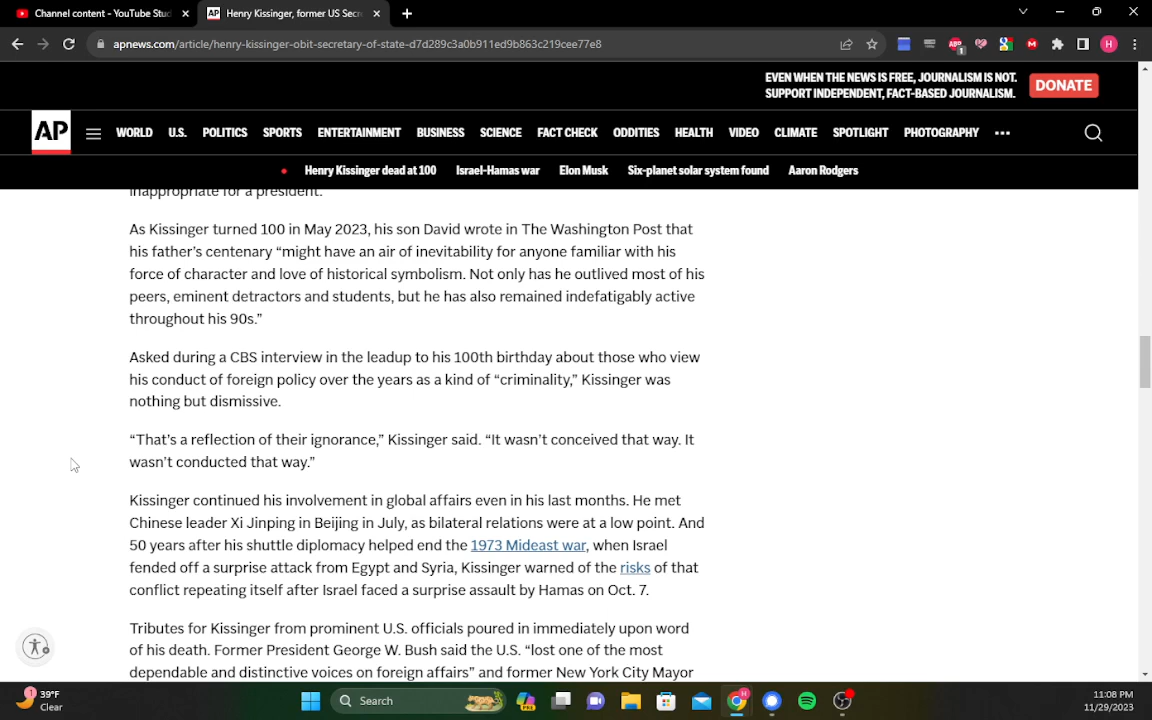 Channel content - YouTube Stud
Henry Kissinger, former US Secr
apnews.com/article/henry-kissinger-obit-secretary-of-state-d7d289c3a0b911ed9b863c219cee77e8
EVEN WHEN THE NEWS IS FREE, JOURNALISM IS NOT.
SUPPORT INDEPENDENT, FACT-BASED JOURNALISM.
DONATE
AP
WORLD U.S. POLITICS SPORTS ENTERTAINMENT BUSINESS SCIENCE FACT CHECK ODDITIES HEALTH VIDEO CLIMATE SPOTLIGHT PHOTOGRAPHY
Henry Kissinger dead at 100 Israel-Hamas war Elon Musk Six-planet solar system found Aaron Rodgers
inappropriate for a president.
As Kissinger turned 100 in May 2023, his son David wrote in The Washington Post that
his father's centenary “might have an air of inevitability for anyone familiar with his
force of character and love of historical symbolism. Not only has he outlived most of his
peers, eminent detractors and students, but he has also remained indefatigably active
throughout his 90s.”
Asked during a CBS interview in the leadup to his 100th birthday about those who view
his conduct of foreign policy over the years as a kind of “criminality,” Kissinger was
nothing but dismissive.
“That's a reflection of their ignorance,” Kissinger said. “It wasn't conceived that way. It
wasn't conducted that way.”
Kissinger continued his involvement in global affairs even in his last months. He met
Chinese leader Xi Jinping in Beijing in July, as bilateral relations were at a low point. And
50 years after his shuttle diplomacy helped end the 1973 Mideast war, when Israel
fended off a surprise attack from Egypt and Syria, Kissinger warned of the risks of that
conflict repeating itself after Israel faced a surprise assault by Hamas on Oct. 7.
Tributes for Kissinger from prominent U.S. officials poured in immediately upon word
of his death. Former President George W. Bush said the U.S. “lost one of the most
dependable and distinctive voices on foreign affairs” and former New York City Mayor
1
39°F
Clear
Search
11:08 PM
11/29/2023